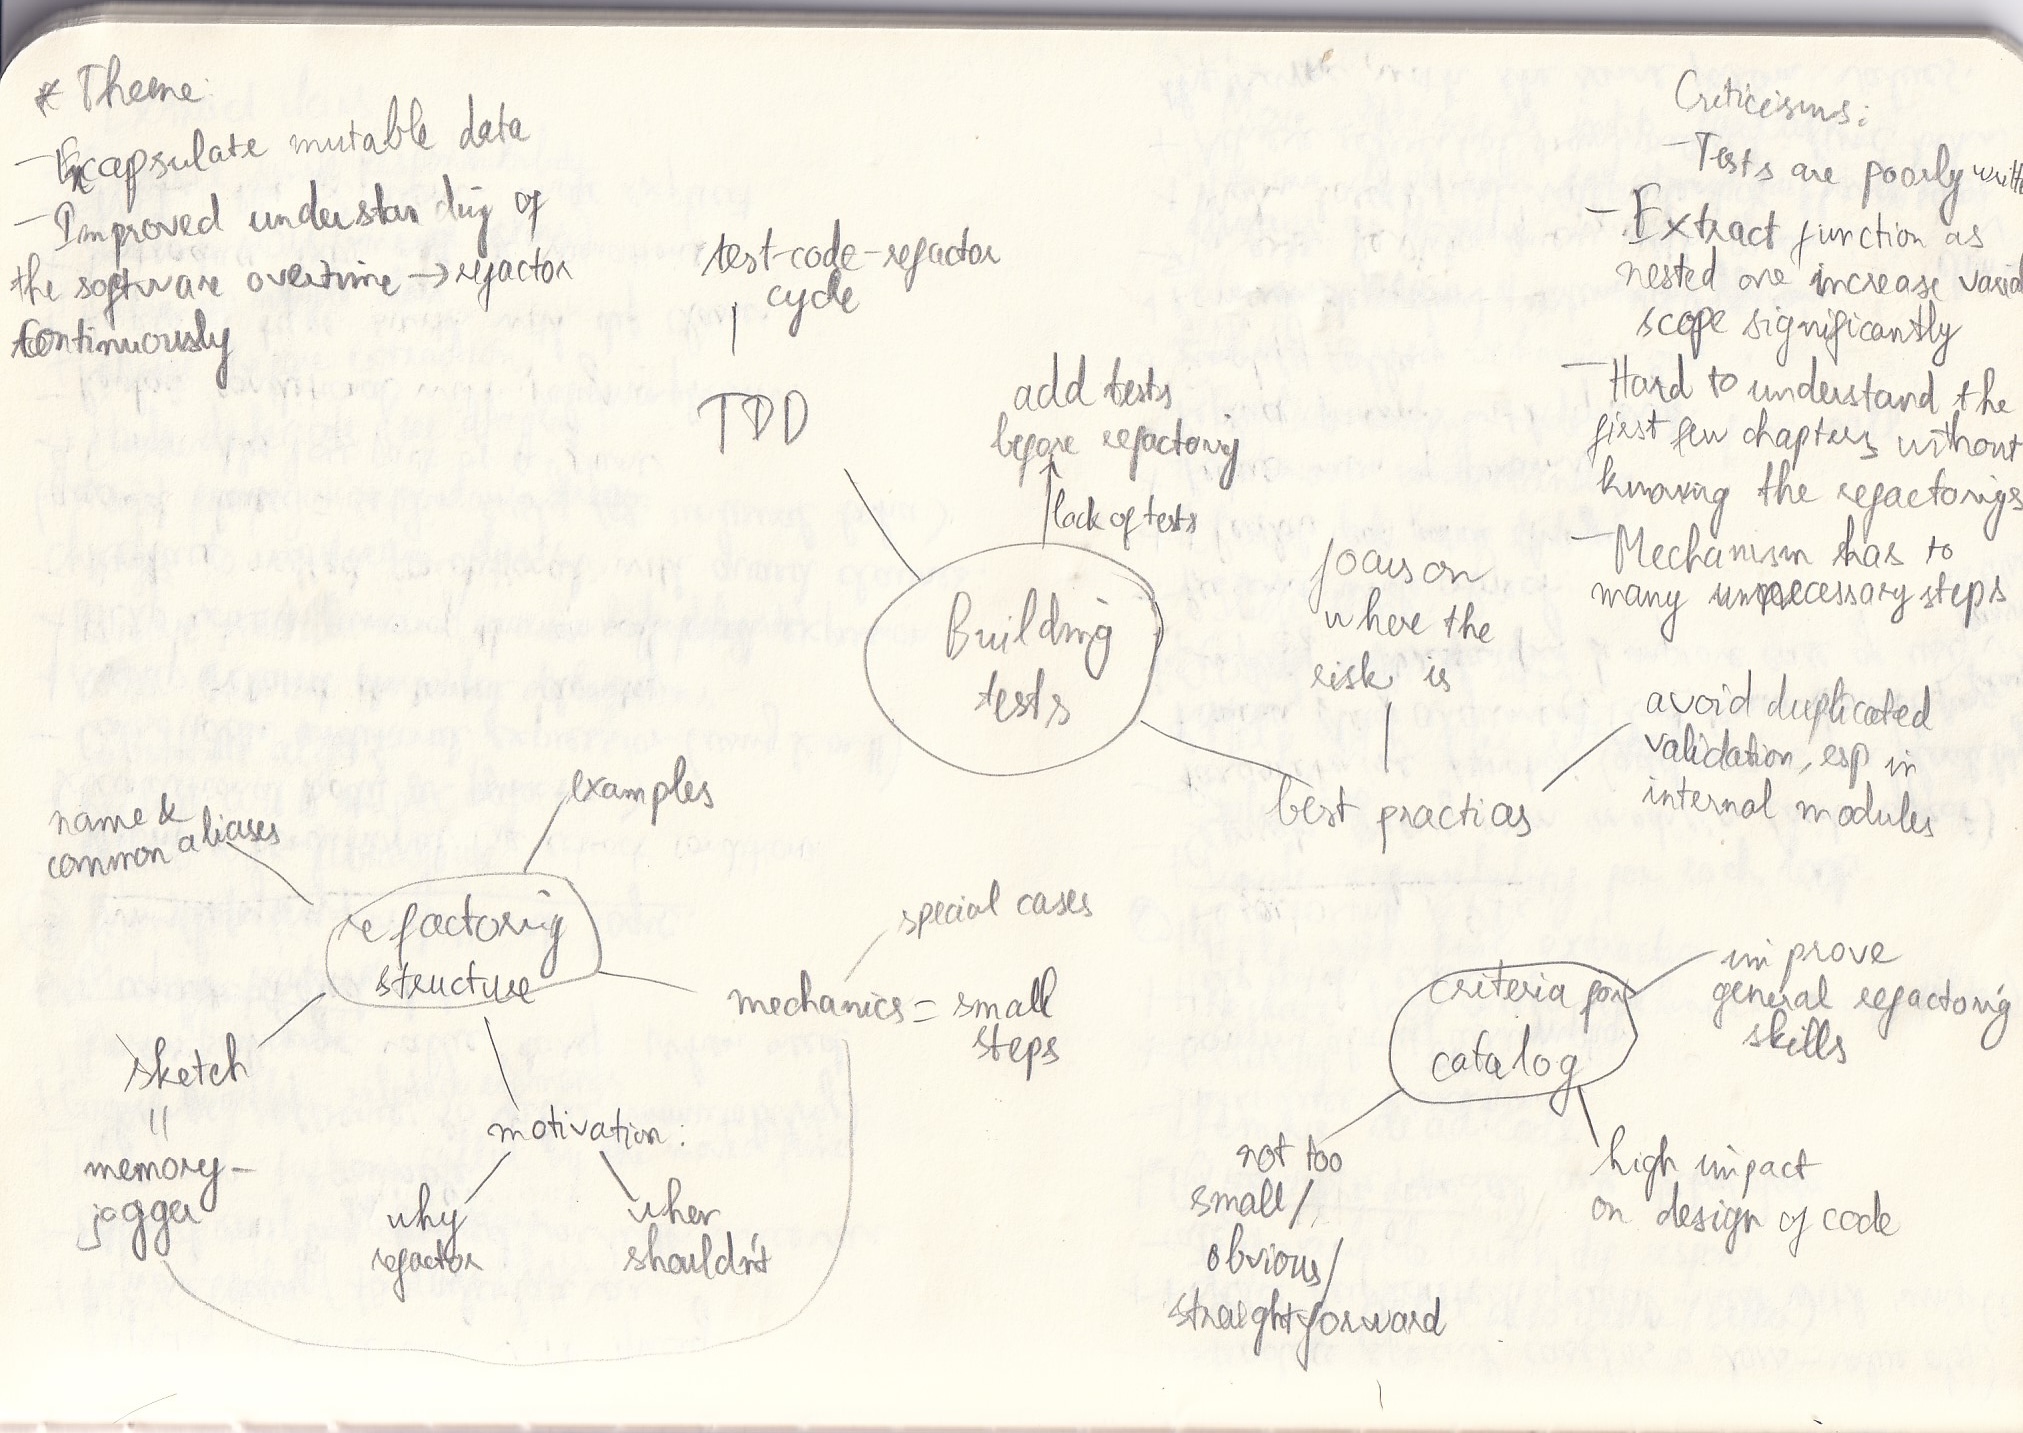 * Theme:
- Encapsulate mutable data
- Improved understanding of
the software overtime → refactor
continuously
Criticisms:
- Tests are poorly writte
- Extract function as
nested one increase variab
scope significantly
- Hard to understand the
first few chapters without
knowing the refactorings
- Mechanism has to
many unnecessary steps
test-code-refactor
cycle
TDD
add tests
before refactoring
lack of tests
Building
tests
focus on
where the
risk is
best practices
avoid duplicated
validation, esp in
internal modules
name &
common aliases
examples
refactoring
structure
special cases
mechanics = small
steps
sketch
=
memory-
jogger
motivation:
why
refactor
when
shouldn't
criteria for
catalog
improve
general refactoring
skills
not too
small/
obvious/
straightforward
high impact
on design of code